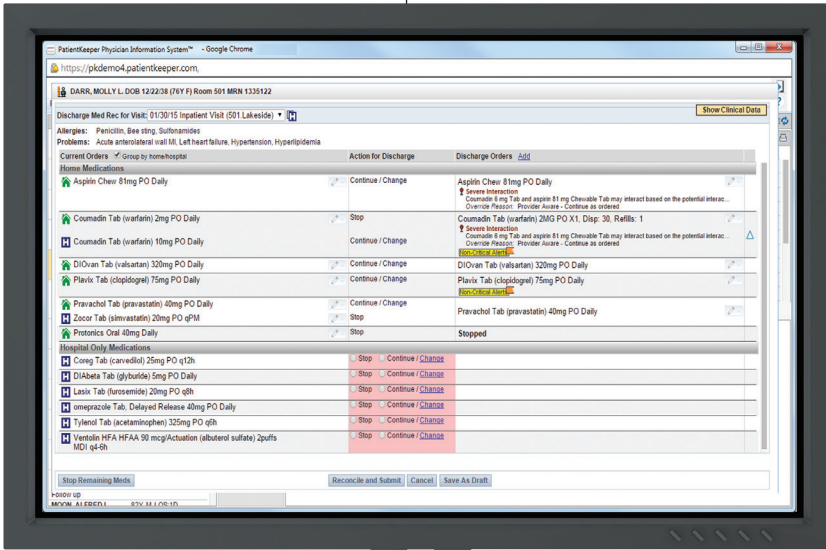 PatientKeeper Physician Information System™ - Google Chrome
https://pkdemo4.patientkeeper.com,
DARR, MOLLY L. DOB 12/22/38 (76Y F) Room 501 MRN 1335122
Discharge Med Rec for Visit: 01/30/15 Inpatient Visit (501.Lakeside)
Show Clinical Data
Allergies: Penicillin, Bee sting, Sulfonamides
Problems: Acute anterolateral wall MI, Left heart failure, Hypertension, Hyperlipidemia
Current Orders Group by home/hospital Action for Discharge Discharge Orders Add
Home Medications
Aspirin Chew 81mg PO Daily Continue / Change Aspirin Chew 81mg PO Daily
Severe Interaction
Coumadin 6 mg Tab and aspirin 81 mg Chewable Tab may interact based on the potential interac...
Override Reason: Provider Aware - Continue as ordered
Coumadin Tab (warfarin) 2mg PO Daily Stop Coumadin Tab (warfarin) 2MG PO X1, Disp: 30, Refills: 1
Severe Interaction
Coumadin 6 mg Tab and aspirin 81 mg Chewable Tab may interact based on the potential interac...
Coumadin Tab (warfarin) 10mg PO Daily Continue / Change Override Reason: Provider Aware - Continue as ordered
Non-Critical Alerts
DIOvan Tab (valsartan) 320mg PO Daily Continue / Change DIOvan Tab (valsartan) 320mg PO Daily
Plavix Tab (clopidogrel) 75mg PO Daily Continue / Change Plavix Tab (clopidogrel) 75mg PO Daily
Non-Critical Alerts
Pravachol Tab (pravastatin) 40mg PO Daily Continue / Change Pravachol Tab (pravastatin) 40mg PO Daily
Zocor Tab (simvastatin) 20mg PO qPM Stop
Protonics Oral 40mg Daily Stop Stopped
Hospital Only Medications
Coreg Tab (carvedilol) 25mg PO q12h Stop Continue / Change
DIAbeta Tab (glyburide) 5mg PO Daily Stop Continue / Change
Lasix Tab (furosemide) 20mg PO q8h Stop Continue / Change
omeprazole Tab, Delayed Release 40mg PO Daily Stop Continue / Change
Tylenol Tab (acetaminophen) 325mg PO q6h Stop Continue / Change
Ventolin HFA HFAA 90 mcg/Actuation (albuterol sulfate) 2puffs Stop Continue / Change
MDI q4-6h
Stop Remaining Meds Reconcile and Submit Cancel Save As Draft
Follow up
MOON, ALFRED L. 82Y M LOS:1D